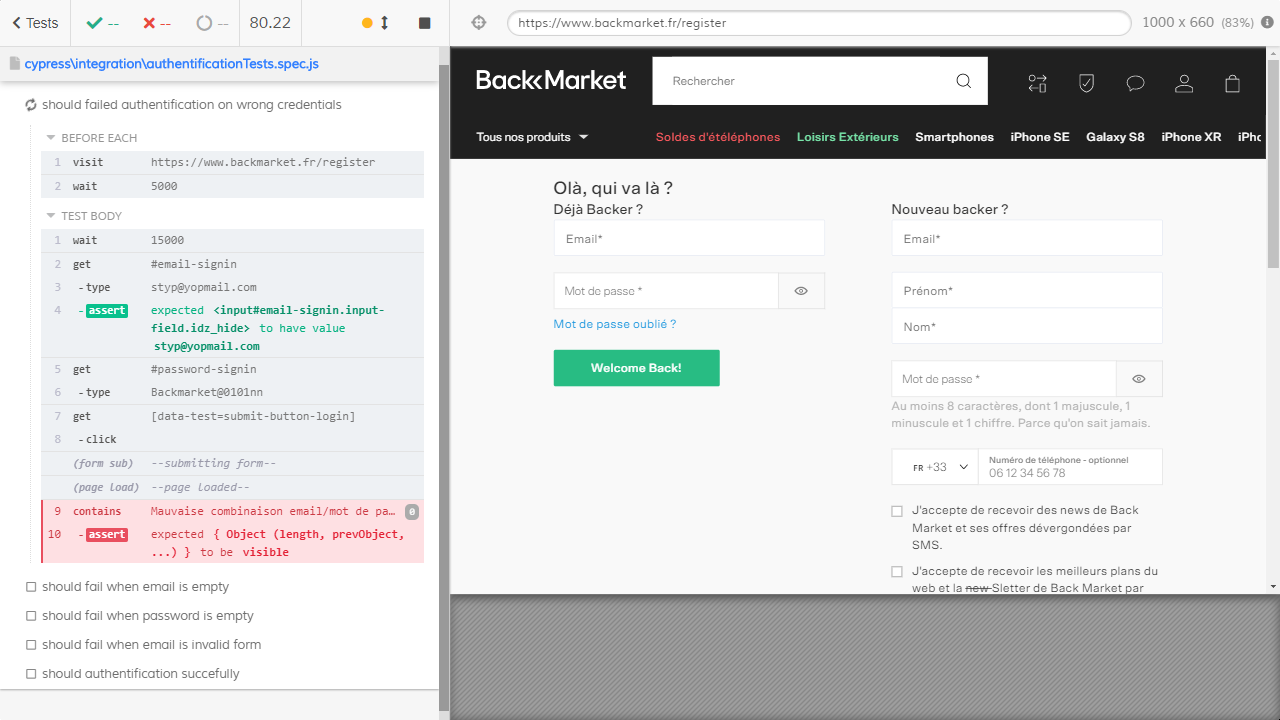 Tests
--
--
--
80.22
https://www.backmarket.fr/register
1000 x 660 (83%)
cypress\integration\authentificationTests.spec.js
should failed authentification on wrong credentials
BEFORE EACH
1 visit https://www.backmarket.fr/register
2 wait 5000
TEST BODY
1 wait 15000
2 get #email-signin
3 -type styp@yopmail.com
4 -assert expected <input#email-signin.input-
field.idz_hide> to have value
styp@yopmail.com
5 get #password-signin
6 -type Backmarket@0101nn
7 get [data-test=submit-button-login]
8 -click
(form sub) --submitting form--
(page load) --page loaded--
9 contains Mauvaise combinaison email/mot de pa… 0
10 -assert expected { Object (length, prevObject,
...) } to be visible
should fail when email is empty
should fail when password is empty
should fail when email is invalid form
should authentification succefully
BackMarket
Rechercher
Tous nos produits
Soldes d'étéléphones
Loisirs Extérieurs
Smartphones
iPhone SE
Galaxy S8
iPhone XR
iPho
Olà, qui va là ?
Déjà Backer ?
Email*
Mot de passe *
Mot de passe oublié ?
Welcome Back!
Nouveau backer ?
Email*
Prénom*
Nom*
Mot de passe *
Au moins 8 caractères, dont 1 majuscule, 1
minuscule et 1 chiffre. Parce qu'on sait jamais.
FR +33
Numéro de téléphone - optionnel
06 12 34 56 78
J'accepte de recevoir des news de Back
Market et ses offres dévergondées par
SMS.
J'accepte de recevoir les meilleurs plans du
web et la new Sletter de Back Market par